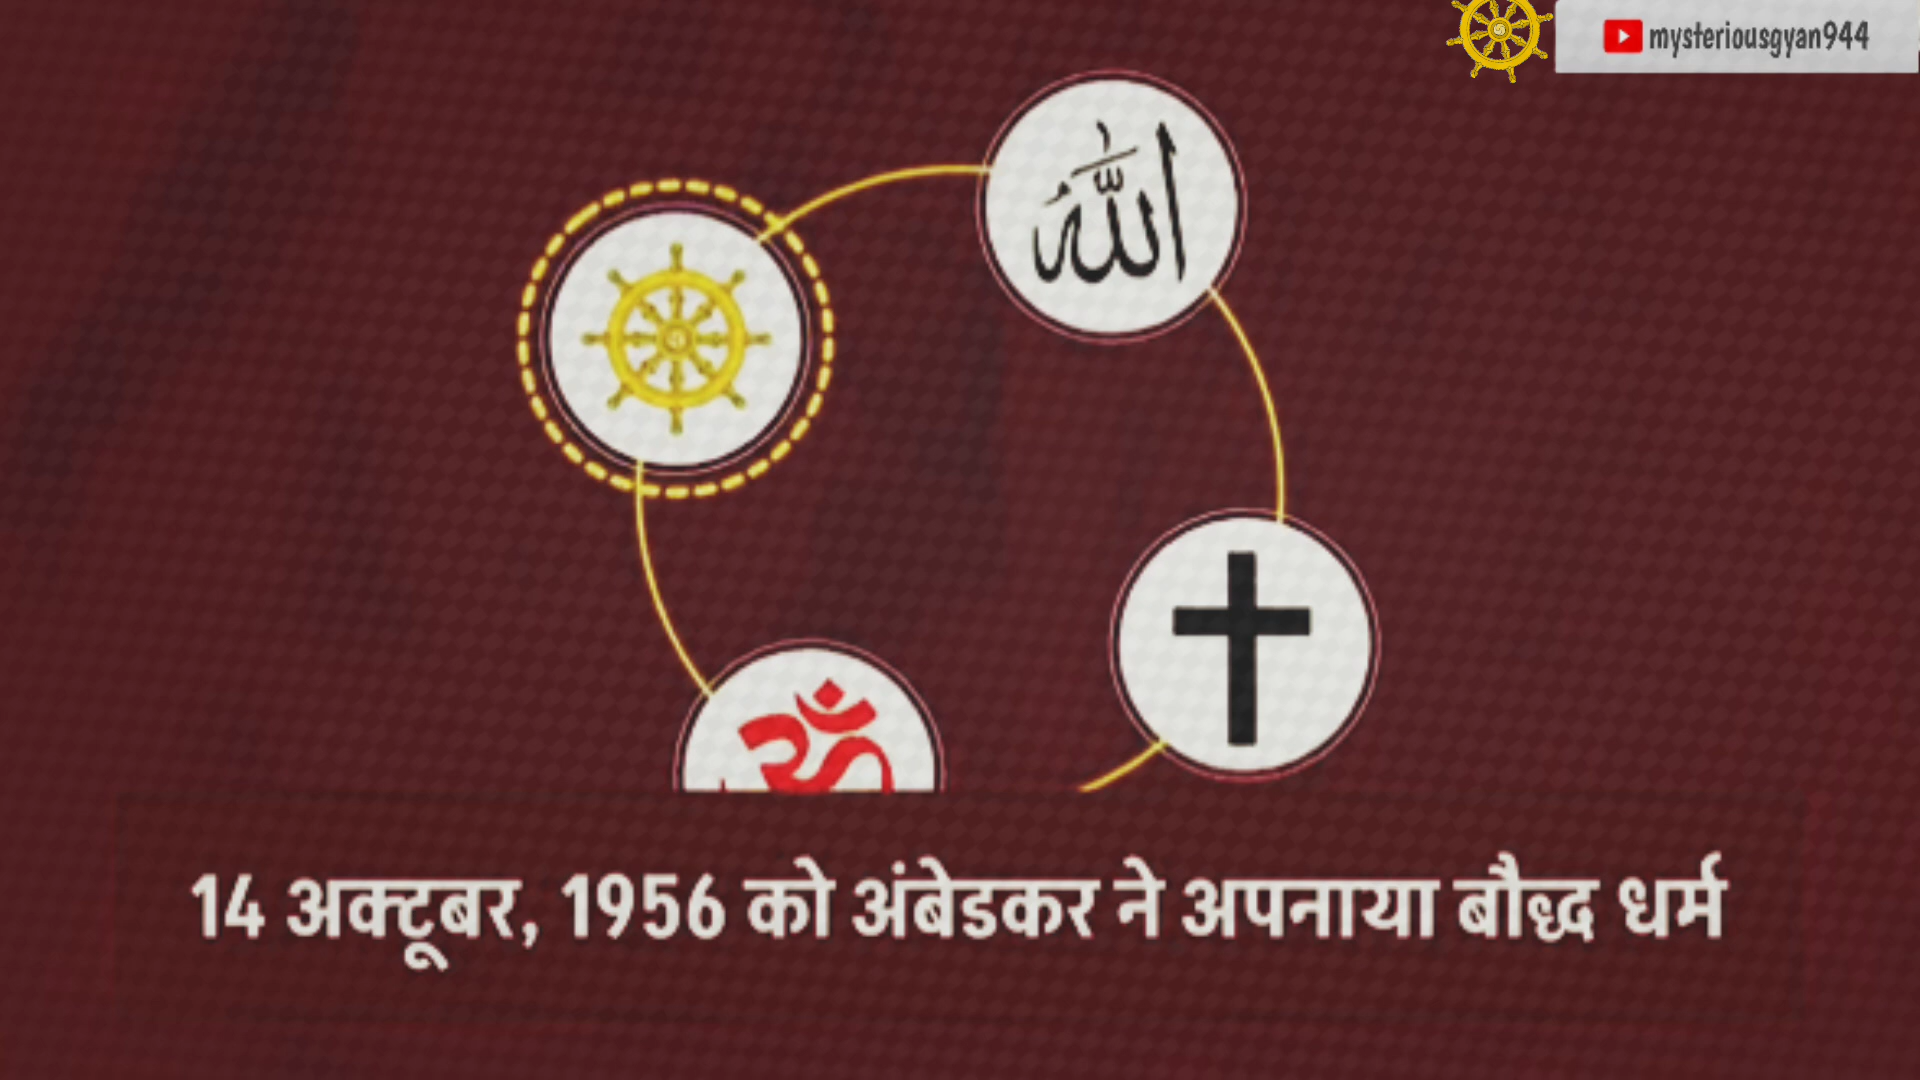 mysteriousgyan944
الله
ॐ
14 अक्टूबर, 1956 को अंबेडकर ने अपनाया बौद्ध धर्म